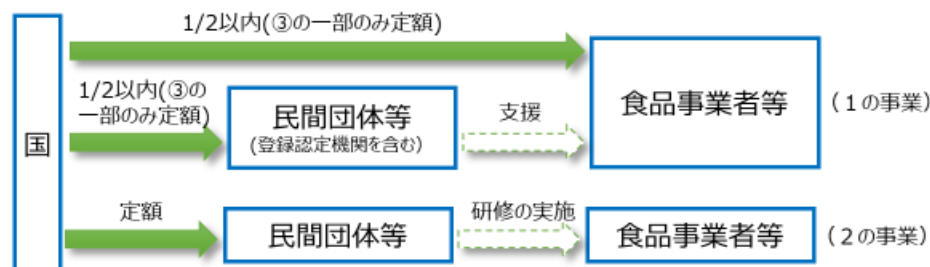 1/2以内(③の一部のみ定額)
1/2以内(③の
一部のみ定額)
国
民間団体等
(登録認定機関を含む)
支援
食品事業者等
(１の事業)
定額
民間団体等
研修の実施
食品事業者等
(２の事業)